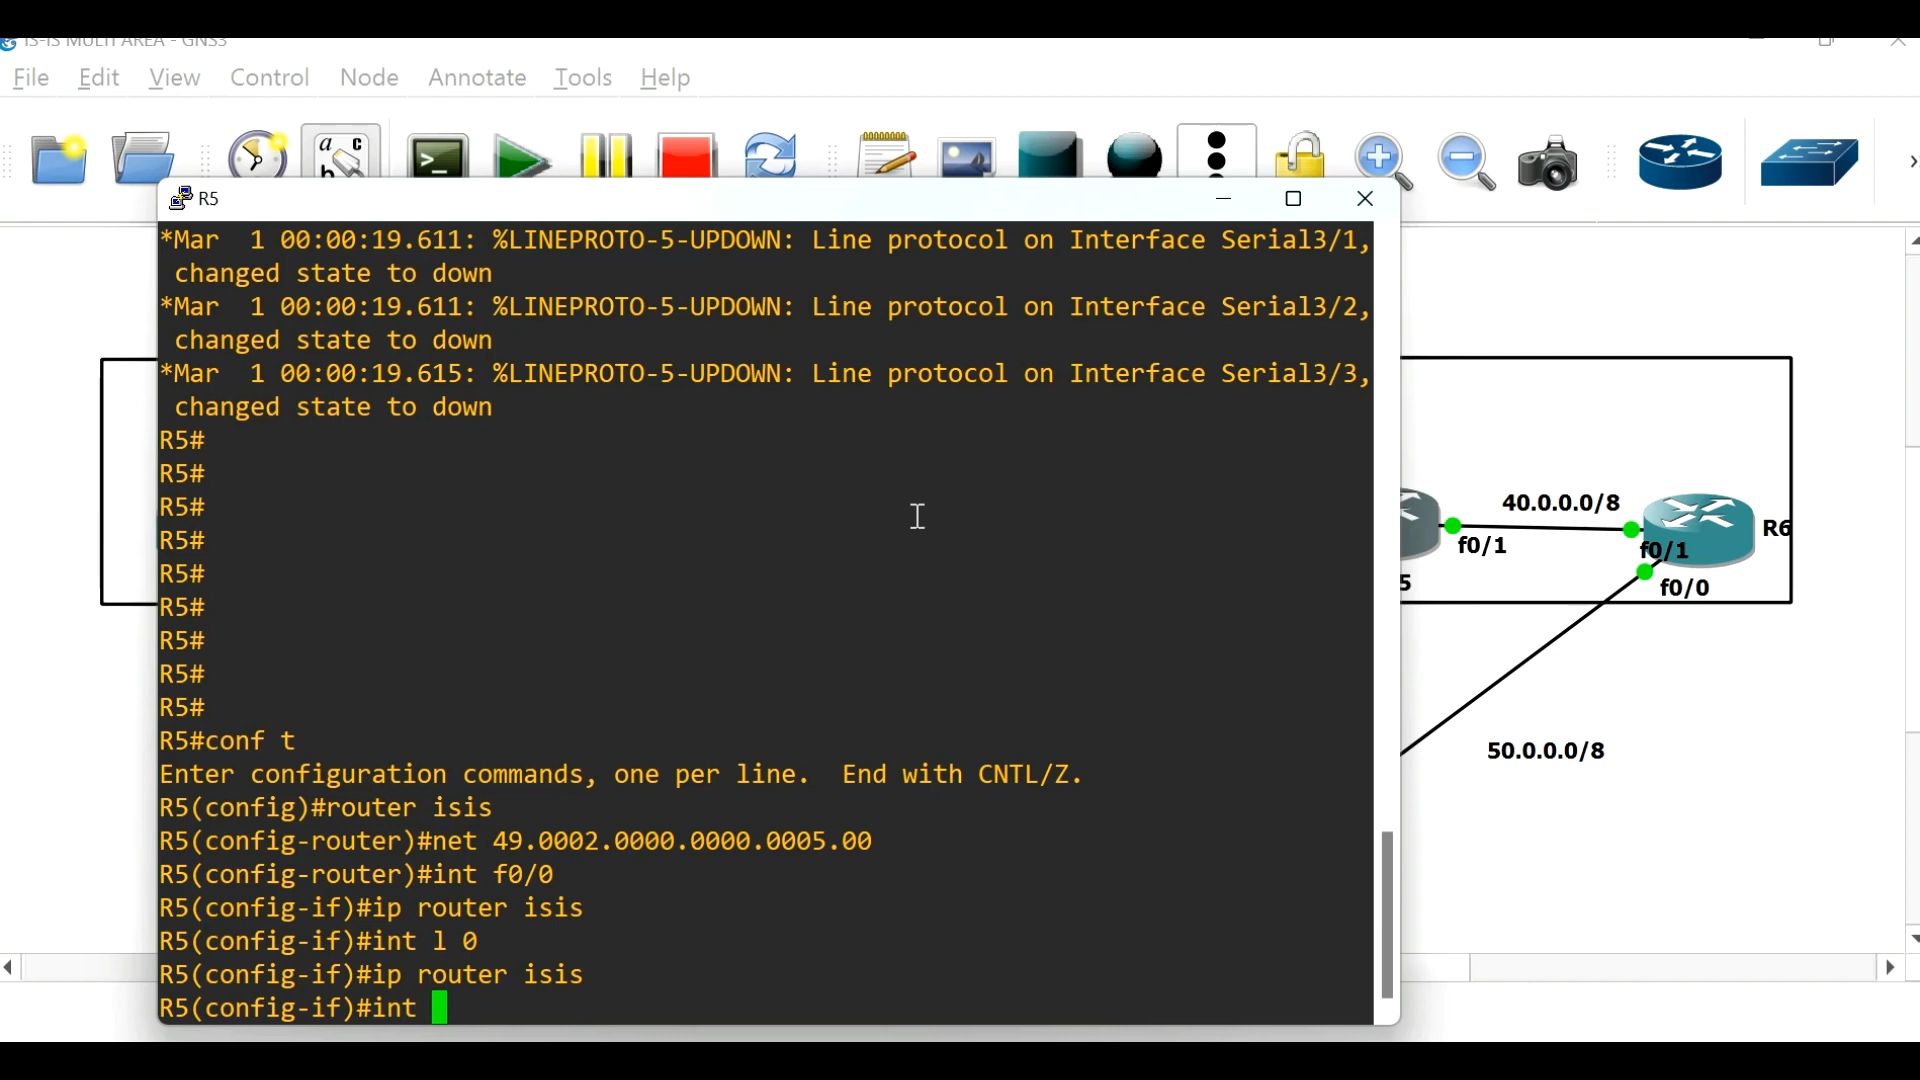 IS-IS MULTI AREA - GNS3
File Edit View Control Node Annotate Tools Help
a c
b
>_
R5
*Mar  1 00:00:19.611: %LINEPROTO-5-UPDOWN: Line protocol on Interface Serial3/1,
changed state to down
*Mar  1 00:00:19.611: %LINEPROTO-5-UPDOWN: Line protocol on Interface Serial3/2,
changed state to down
*Mar  1 00:00:19.615: %LINEPROTO-5-UPDOWN: Line protocol on Interface Serial3/3,
changed state to down
R5#
R5#
R5#
R5#
R5#
R5#
R5#
R5#
R5#
R5#conf t
Enter configuration commands, one per line.  End with CNTL/Z.
R5(config)#router isis
R5(config-router)#net 49.0002.0000.0000.0005.00
R5(config-router)#int f0/0
R5(config-if)#ip router isis
R5(config-if)#int l 0
R5(config-if)#ip router isis
R5(config-if)#int
40.0.0.0/8
R6
f0/1
f0/1
5
f0/0
50.0.0.0/8